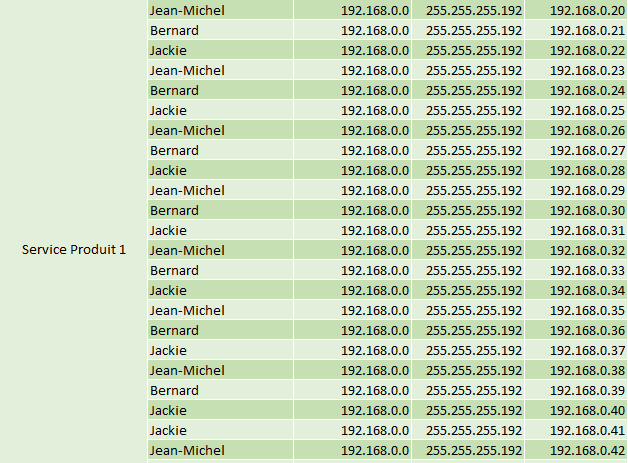 Jean-Michel 192.168.0.0 255.255.255.192 192.168.0.20
Bernard 192.168.0.0 255.255.255.192 192.168.0.21
Jackie 192.168.0.0 255.255.255.192 192.168.0.22
Jean-Michel 192.168.0.0 255.255.255.192 192.168.0.23
Bernard 192.168.0.0 255.255.255.192 192.168.0.24
Jackie 192.168.0.0 255.255.255.192 192.168.0.25
Jean-Michel 192.168.0.0 255.255.255.192 192.168.0.26
Bernard 192.168.0.0 255.255.255.192 192.168.0.27
Jackie 192.168.0.0 255.255.255.192 192.168.0.28
Jean-Michel 192.168.0.0 255.255.255.192 192.168.0.29
Bernard 192.168.0.0 255.255.255.192 192.168.0.30
Jackie 192.168.0.0 255.255.255.192 192.168.0.31
Service Produit 1 Jean-Michel 192.168.0.0 255.255.255.192 192.168.0.32
Bernard 192.168.0.0 255.255.255.192 192.168.0.33
Jackie 192.168.0.0 255.255.255.192 192.168.0.34
Jean-Michel 192.168.0.0 255.255.255.192 192.168.0.35
Bernard 192.168.0.0 255.255.255.192 192.168.0.36
Jackie 192.168.0.0 255.255.255.192 192.168.0.37
Jean-Michel 192.168.0.0 255.255.255.192 192.168.0.38
Bernard 192.168.0.0 255.255.255.192 192.168.0.39
Jackie 192.168.0.0 255.255.255.192 192.168.0.40
Jackie 192.168.0.0 255.255.255.192 192.168.0.41
Jean-Michel 192.168.0.0 255.255.255.192 192.168.0.42